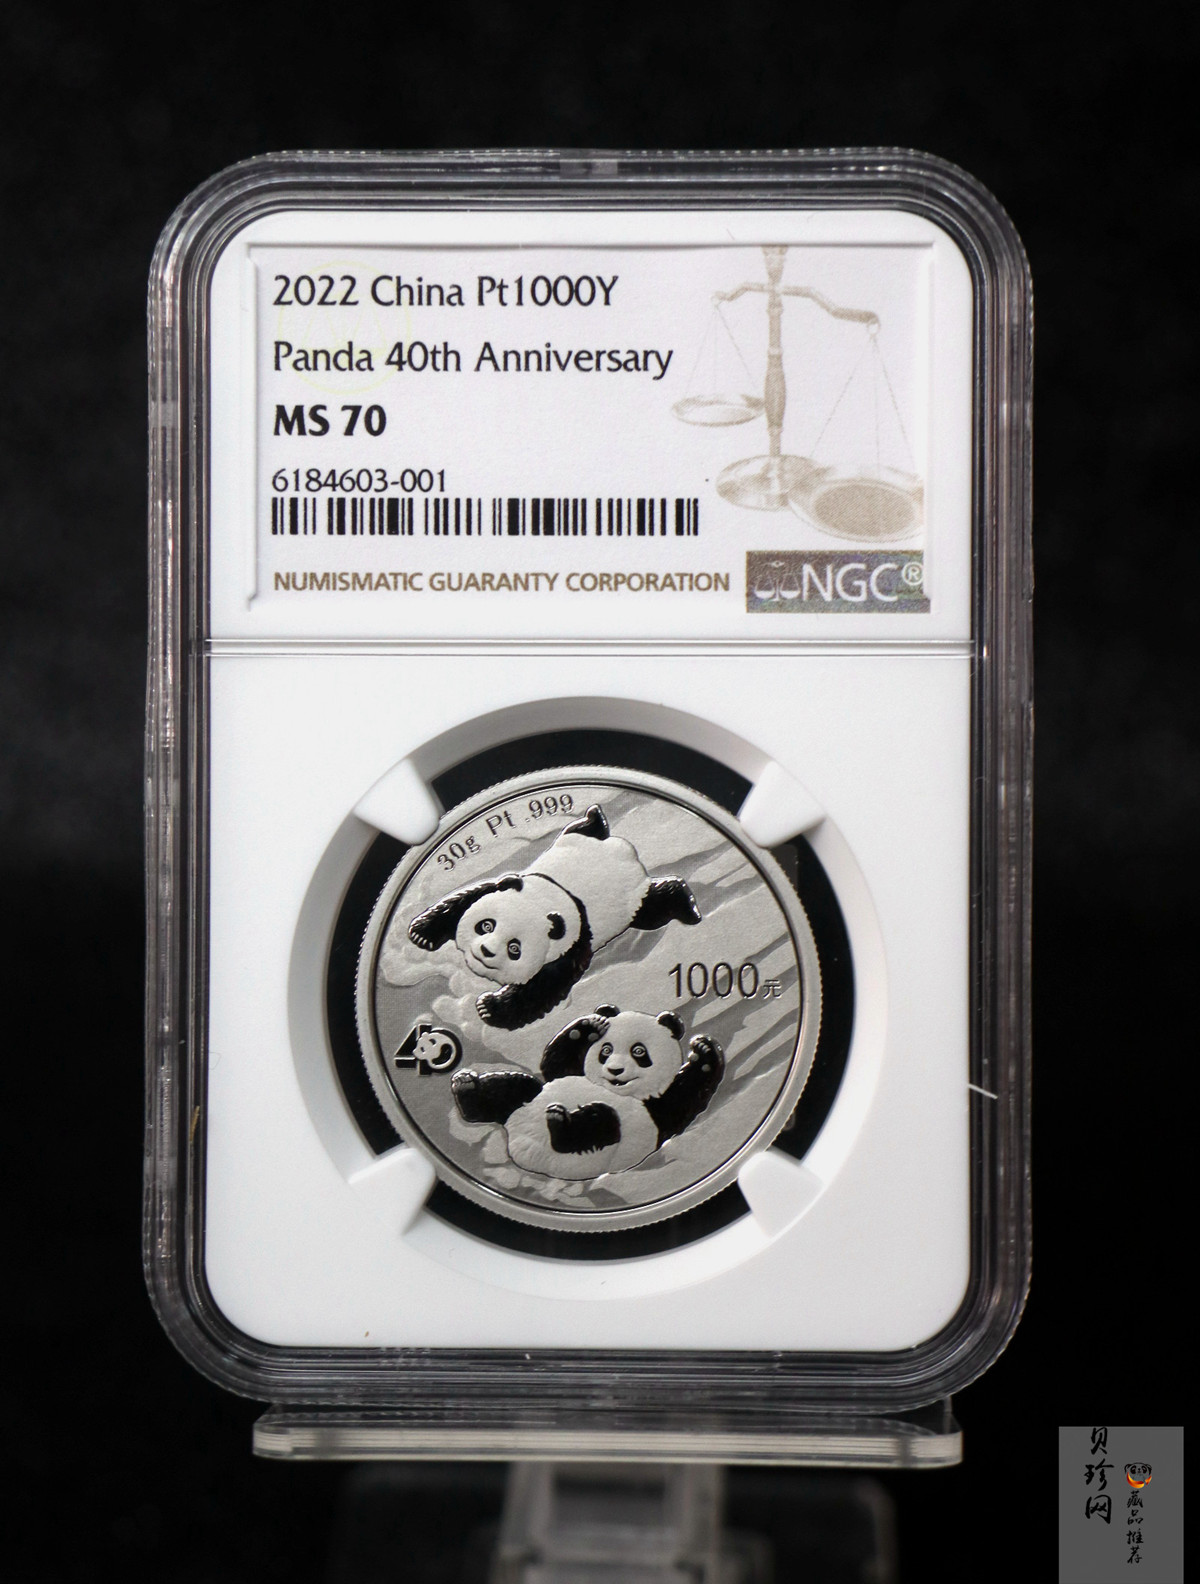 2022 China Pt1000Y
Panda 40th Anniversary
MS 70
6184603-001
NUMISMATIC GUARANTY CORPORATION
NGC®
30g Pt .999
1000元
40
贝珍网
藏品推荐